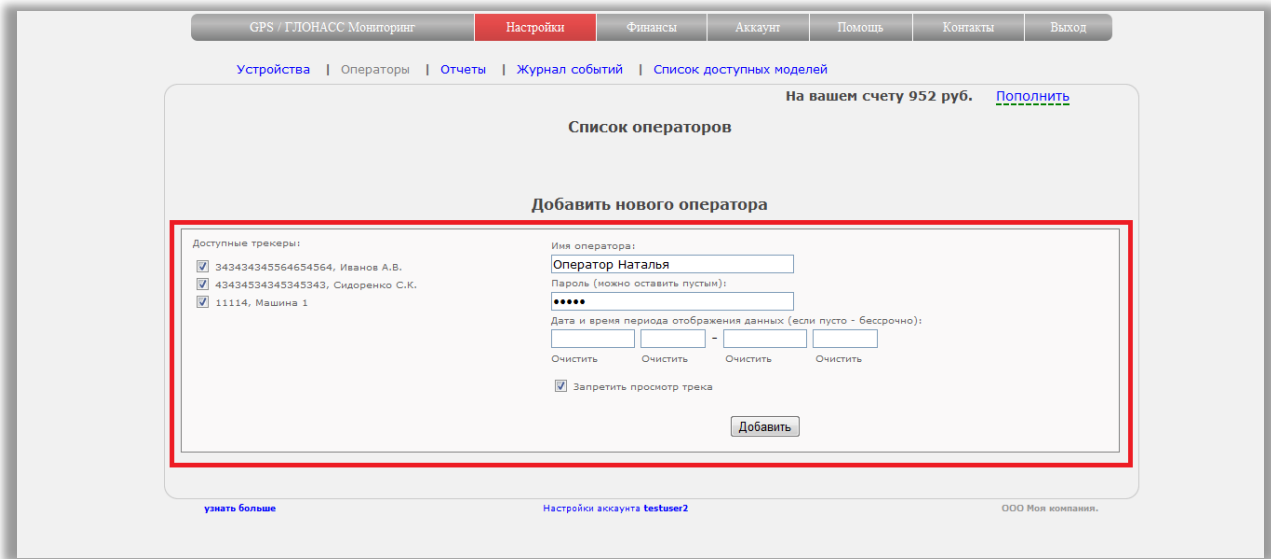 GPS / ГЛОНАСС Мониторинг Настройки Финансы Аккаунт Помощь Контакты Выход
Устройства | Операторы | Отчеты | Журнал событий | Список доступных моделей
На вашем счету 952 руб. Пополнить
Список операторов
Добавить нового оператора
Доступные трекеры:
343434345564654564, Иванов А.В.
43434534345345343, Сидоренко С.К.
11114, Машина 1
Имя оператора:
Оператор Наталья
Пароль (можно оставить пустым):
•••••
Дата и время периода отображения данных (если пусто - бессрочно):
-
Очистить Очистить Очистить Очистить
Запретить просмотр трека
Добавить
узнать больше Настройки аккаунта testuser2 ООО Моя компания.